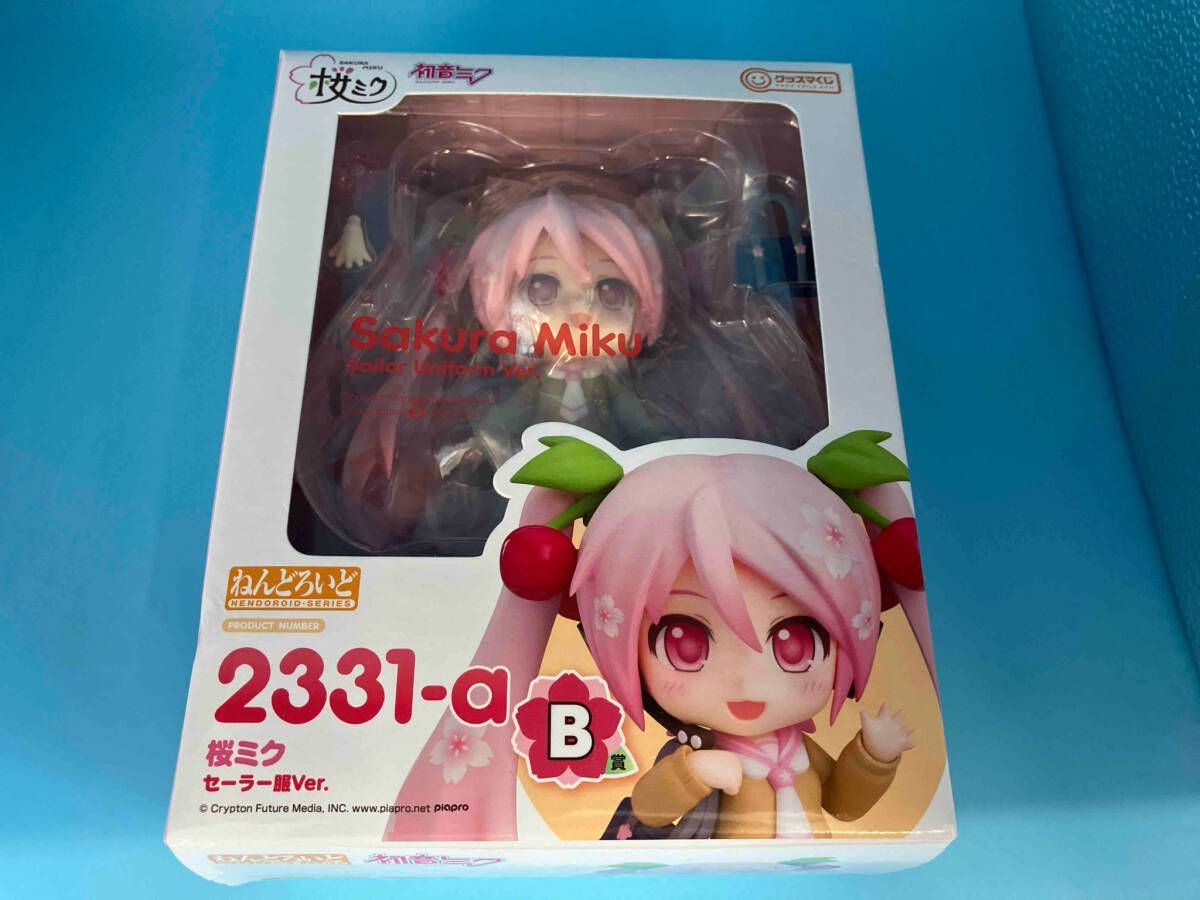 SAKURA MIKU
桜ミク
初音ミク
グッスマくじ
Sakura Miku
Sailor Uniform Ver.
ねんどろいど
NENDOROID·SERIES
PRODUCT NUMBER
2331-a
B賞
桜ミク
セーラー服Ver.
© Crypton Future Media, INC. www.piapro.net piapro
ねんどろいど
初音ミク